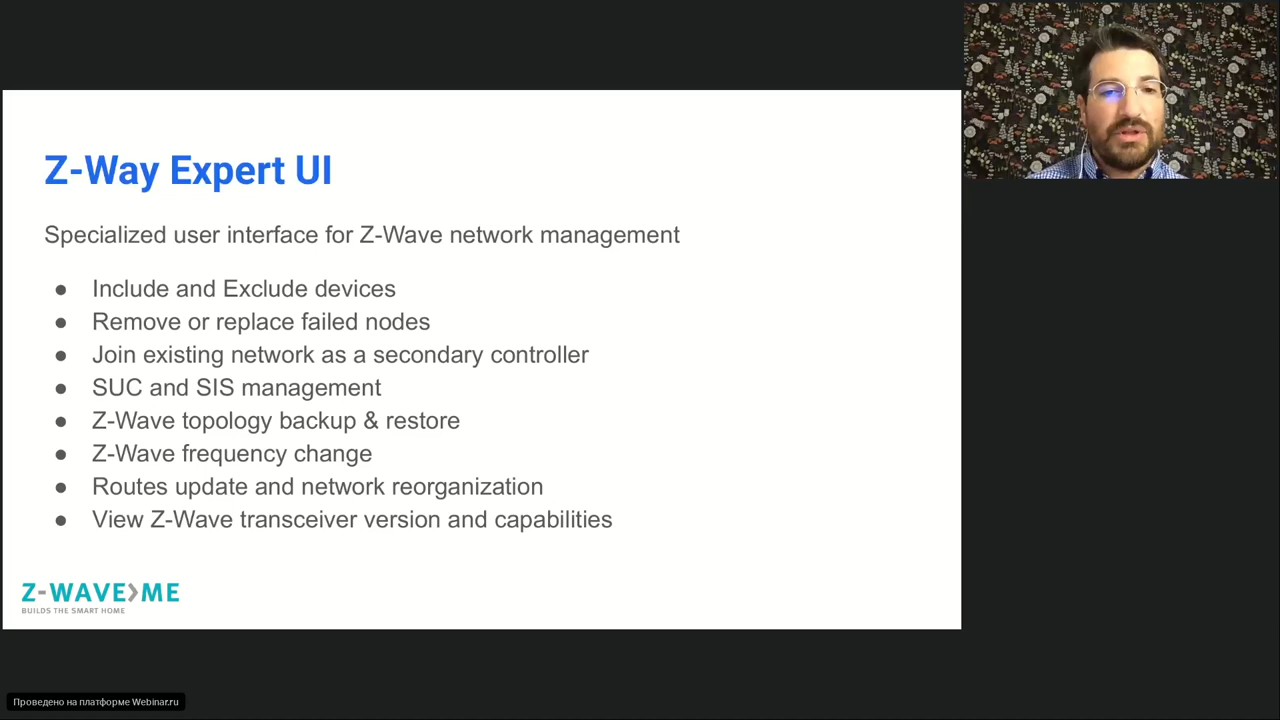 Z-Way Expert UI
Specialized user interface for Z-Wave network management
● Include and Exclude devices
● Remove or replace failed nodes
● Join existing network as a secondary controller
● SUC and SIS management
● Z-Wave topology backup & restore
● Z-Wave frequency change
● Routes update and network reorganization
● View Z-Wave transceiver version and capabilities
Z-WAVE>ME
BUILDS THE SMART HOME
Проведено на платформе Webinar.ru